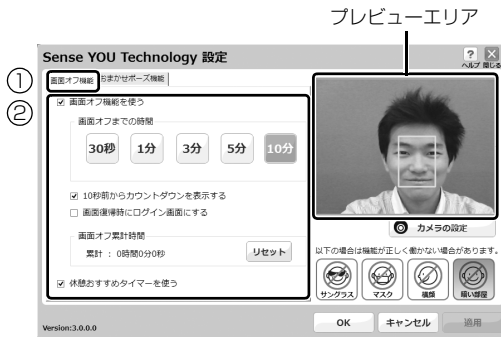 プレビューエリア
Sense YOU Technology 設定
ヘルプ 閉じる
①
画面オフ機能 おまかせポーズ機能
②
画面オフ機能を使う
画面オフまでの時間
30秒 1分 3分 5分 10分
10秒前からカウントダウンを表示する
画面復帰時にログイン画面にする
画面オフ累計時間
累計 : 0時間0分0秒
リセット
休憩おすすめタイマーを使う
カメラの設定
以下の場合は機能が正しく働かない場合があります。
サングラス マスク 横顔 暗い部屋
Version:3.0.0.0
OK キャンセル 適用